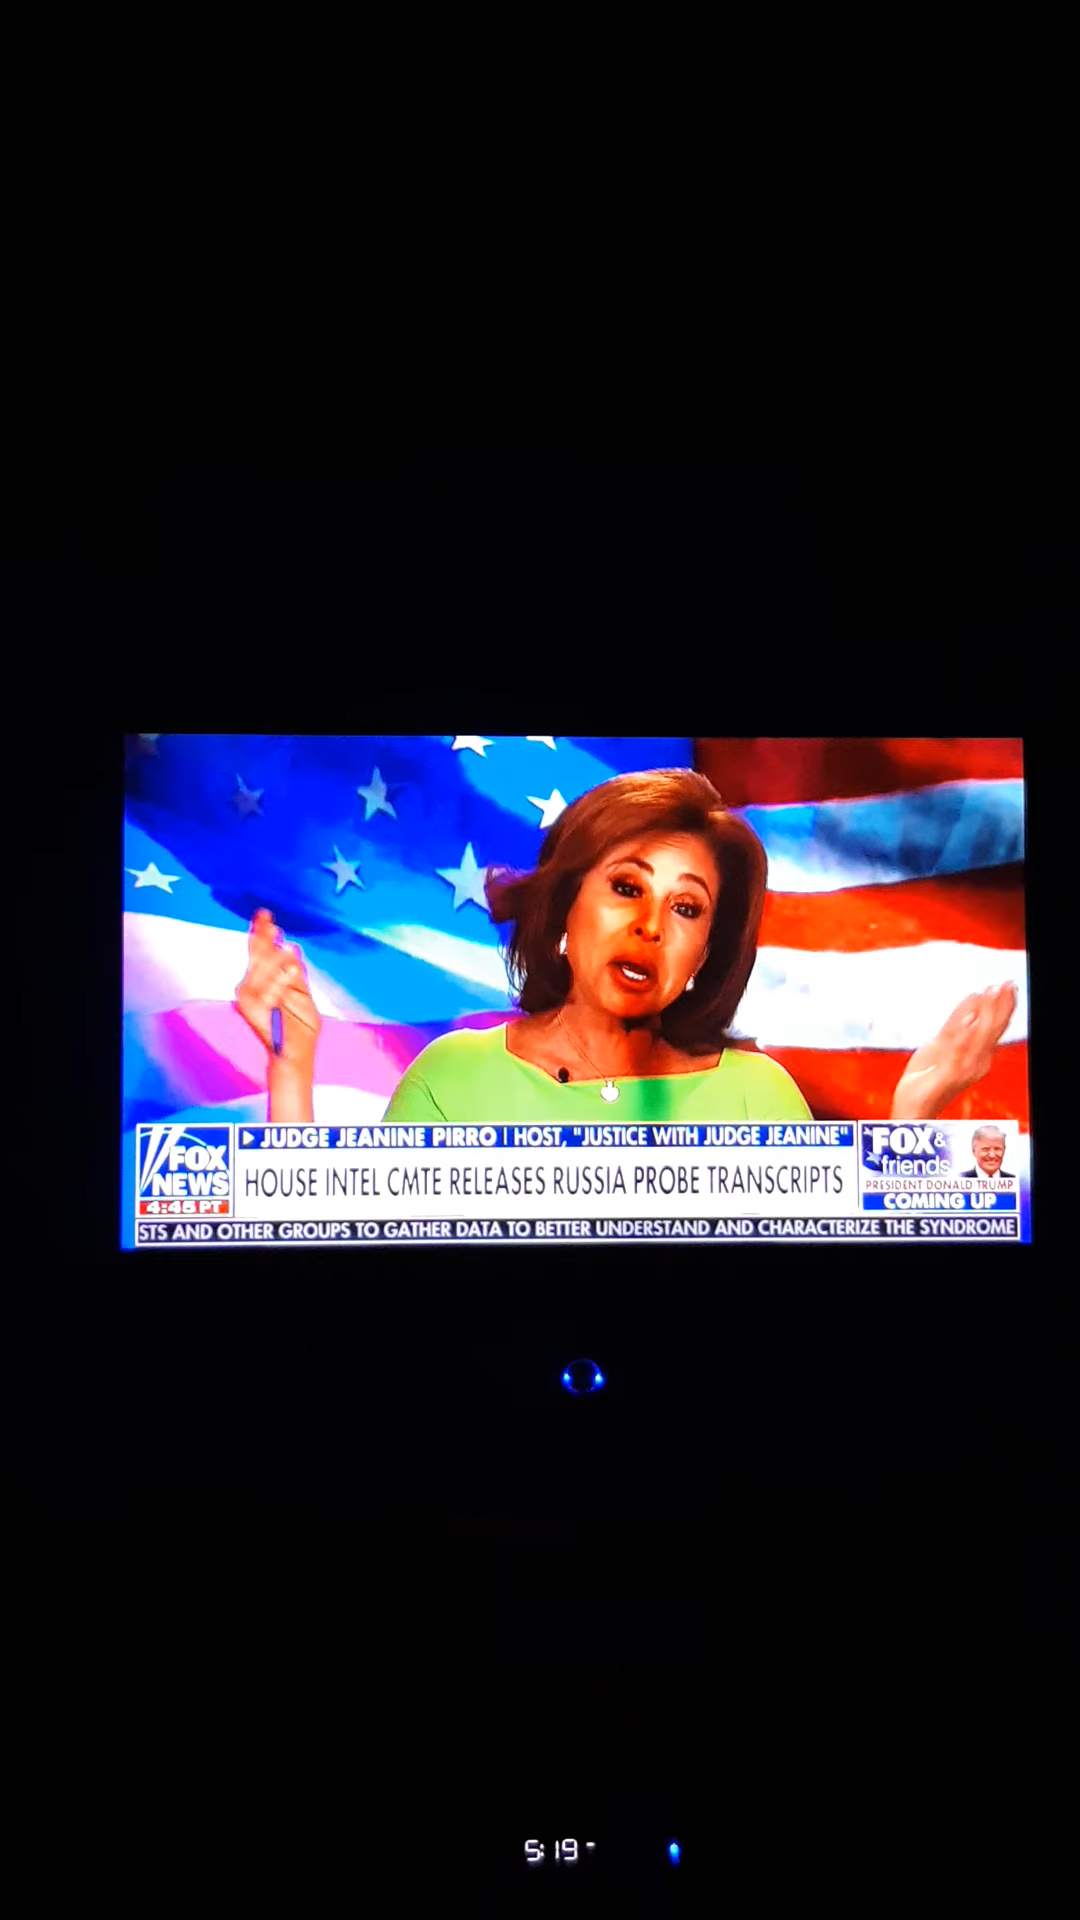 JUDGE JEANINE PIRRO | HOST, "JUSTICE WITH JUDGE JEANINE"
HOUSE INTEL CMTE RELEASES RUSSIA PROBE TRANSCRIPTS
FOX
NEWS
4:45 PT
FOX &
friends
PRESIDENT DONALD TRUMP
COMING UP
STS AND OTHER GROUPS TO GATHER DATA TO BETTER UNDERSTAND AND CHARACTERIZE THE SYNDROME
5:19